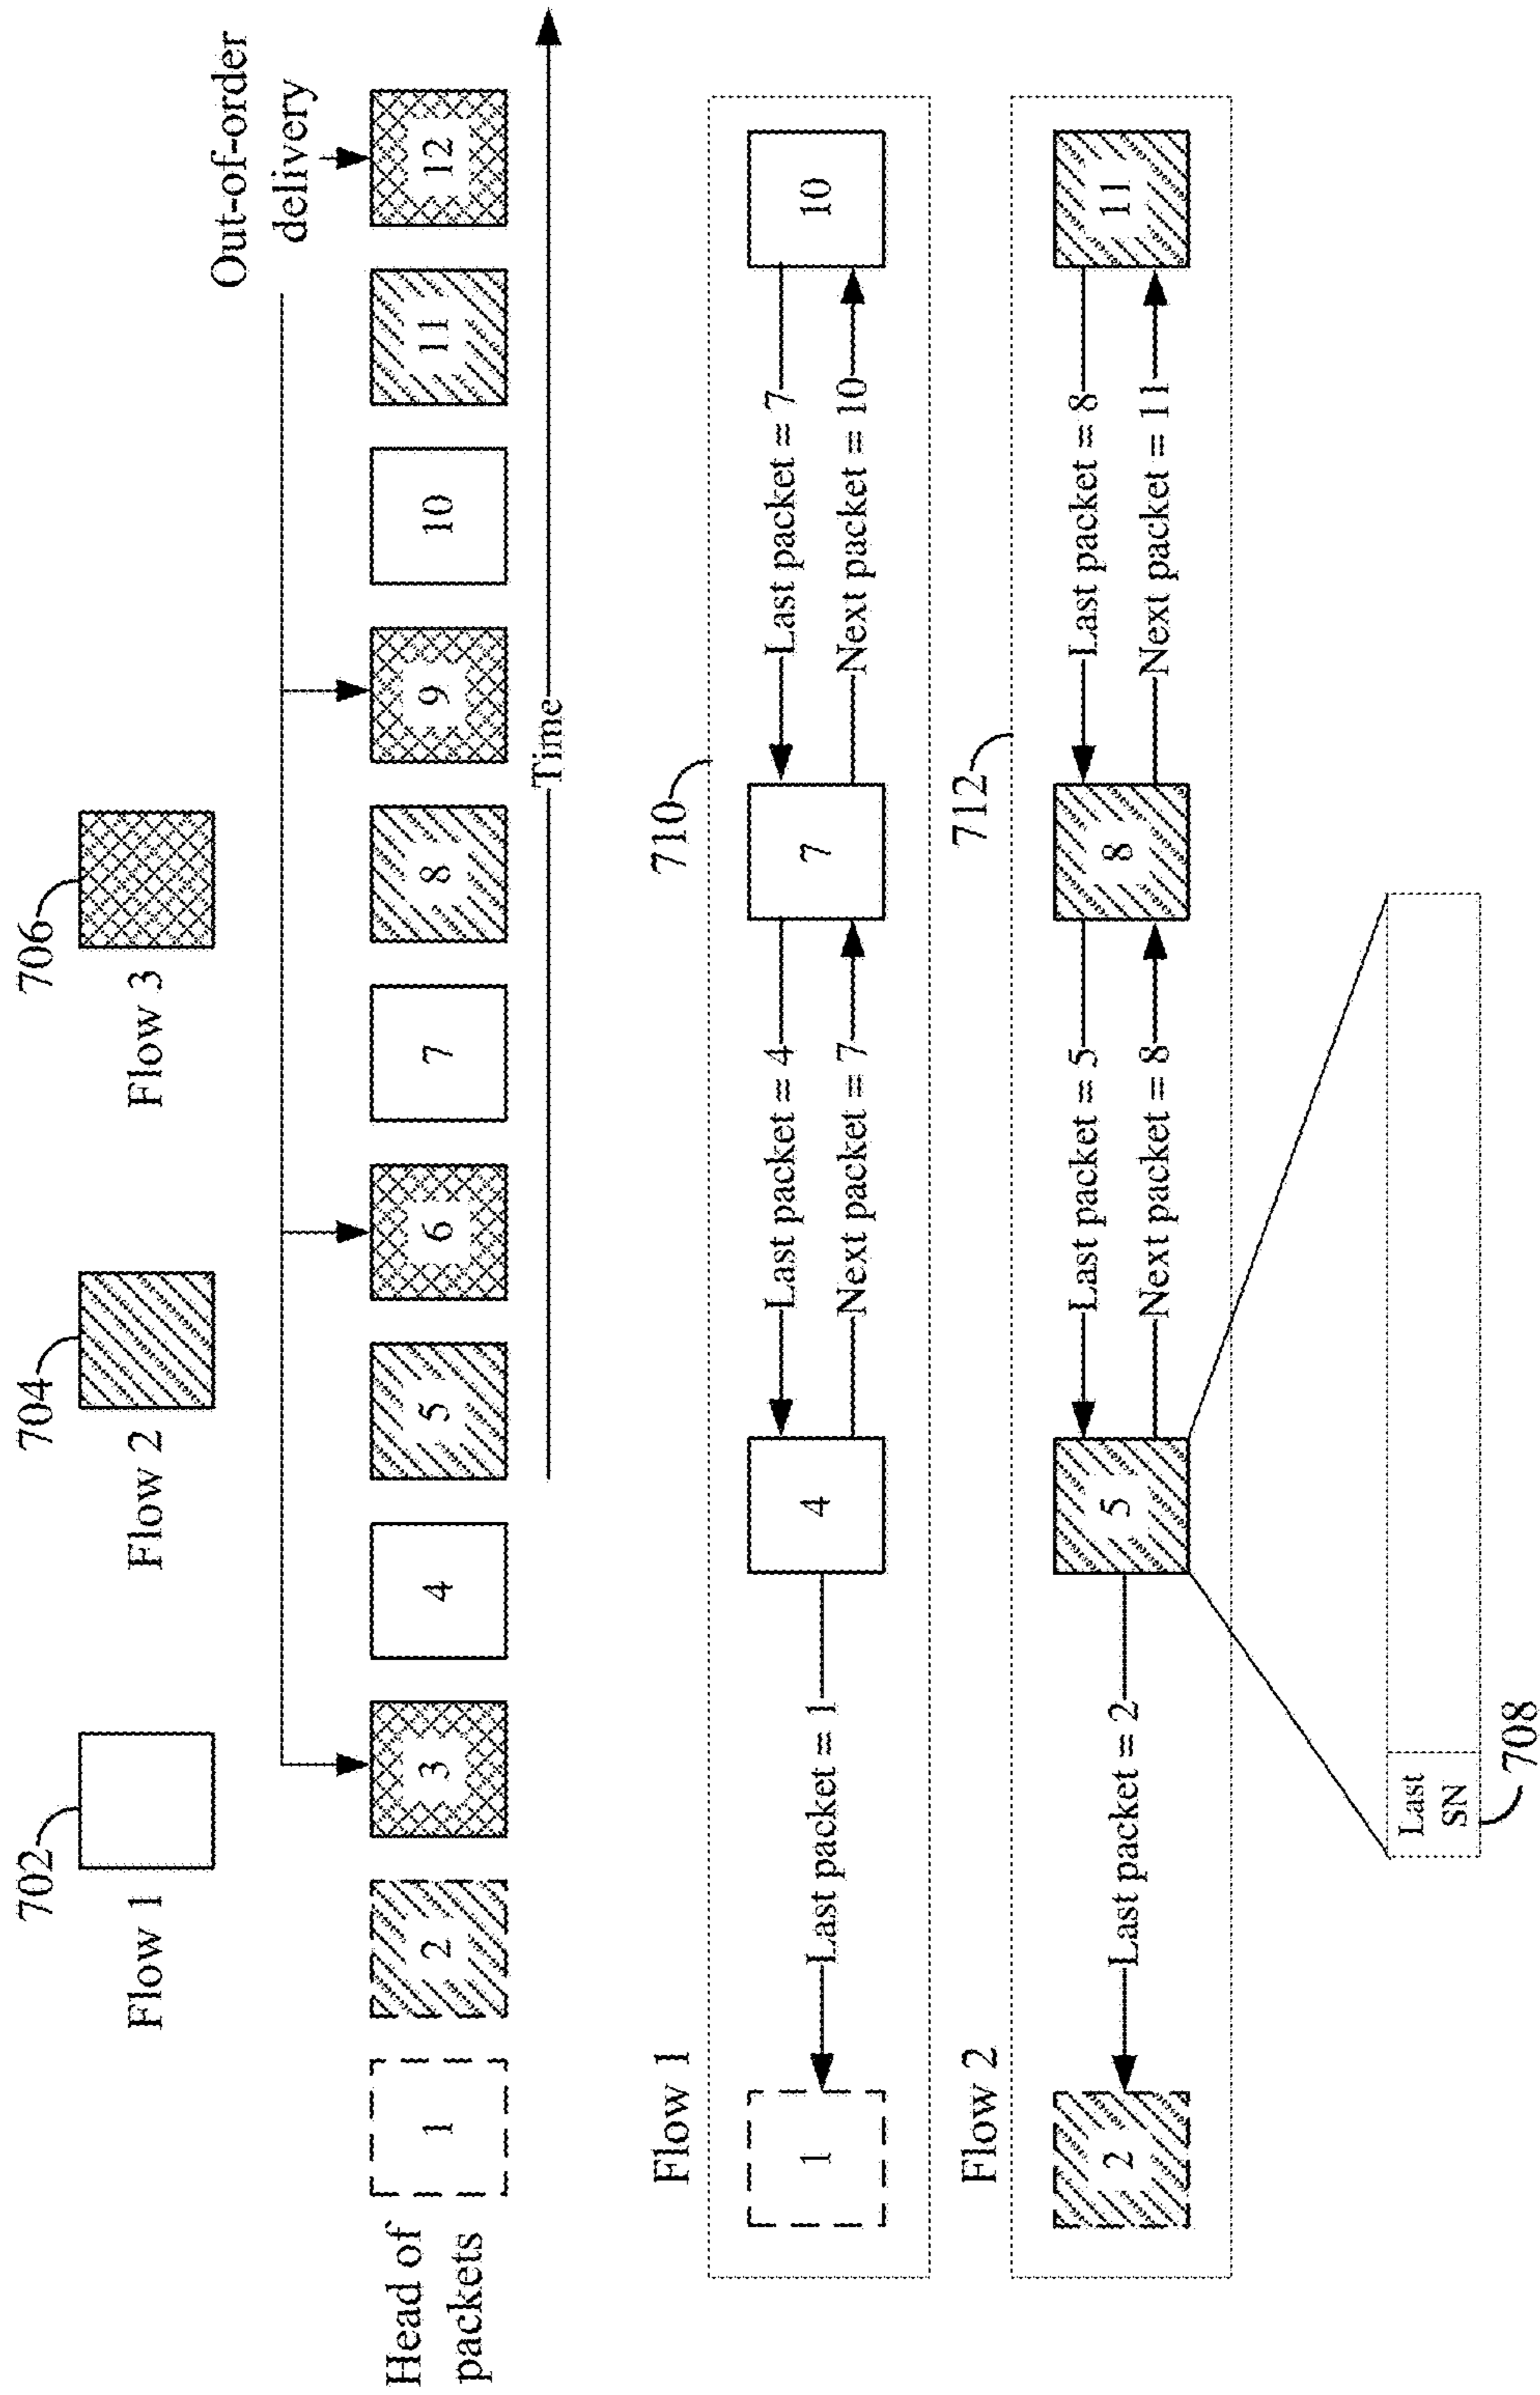 702
704
706
Flow 1
Flow 2
Flow 3
Out-of-order
delivery
Head of
packets
1
2
3
4
5
6
7
8
9
10
11
12
Time
Flow 1
710
1
Last packet = 1
4
Last packet = 4
Next packet = 7
7
Last packet = 7
Next packet = 10
10
Flow 2
712
2
Last packet = 2
5
Last packet = 5
Next packet = 8
8
Last packet = 8
Next packet = 11
11
Last
SN
708